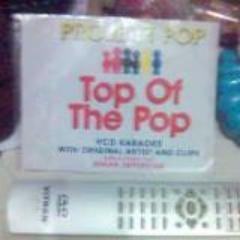 PROJECT POP
Top Of
The Pop
VCD KARAOKE
WITH ORIGINAL ARTIST AND CLIPS